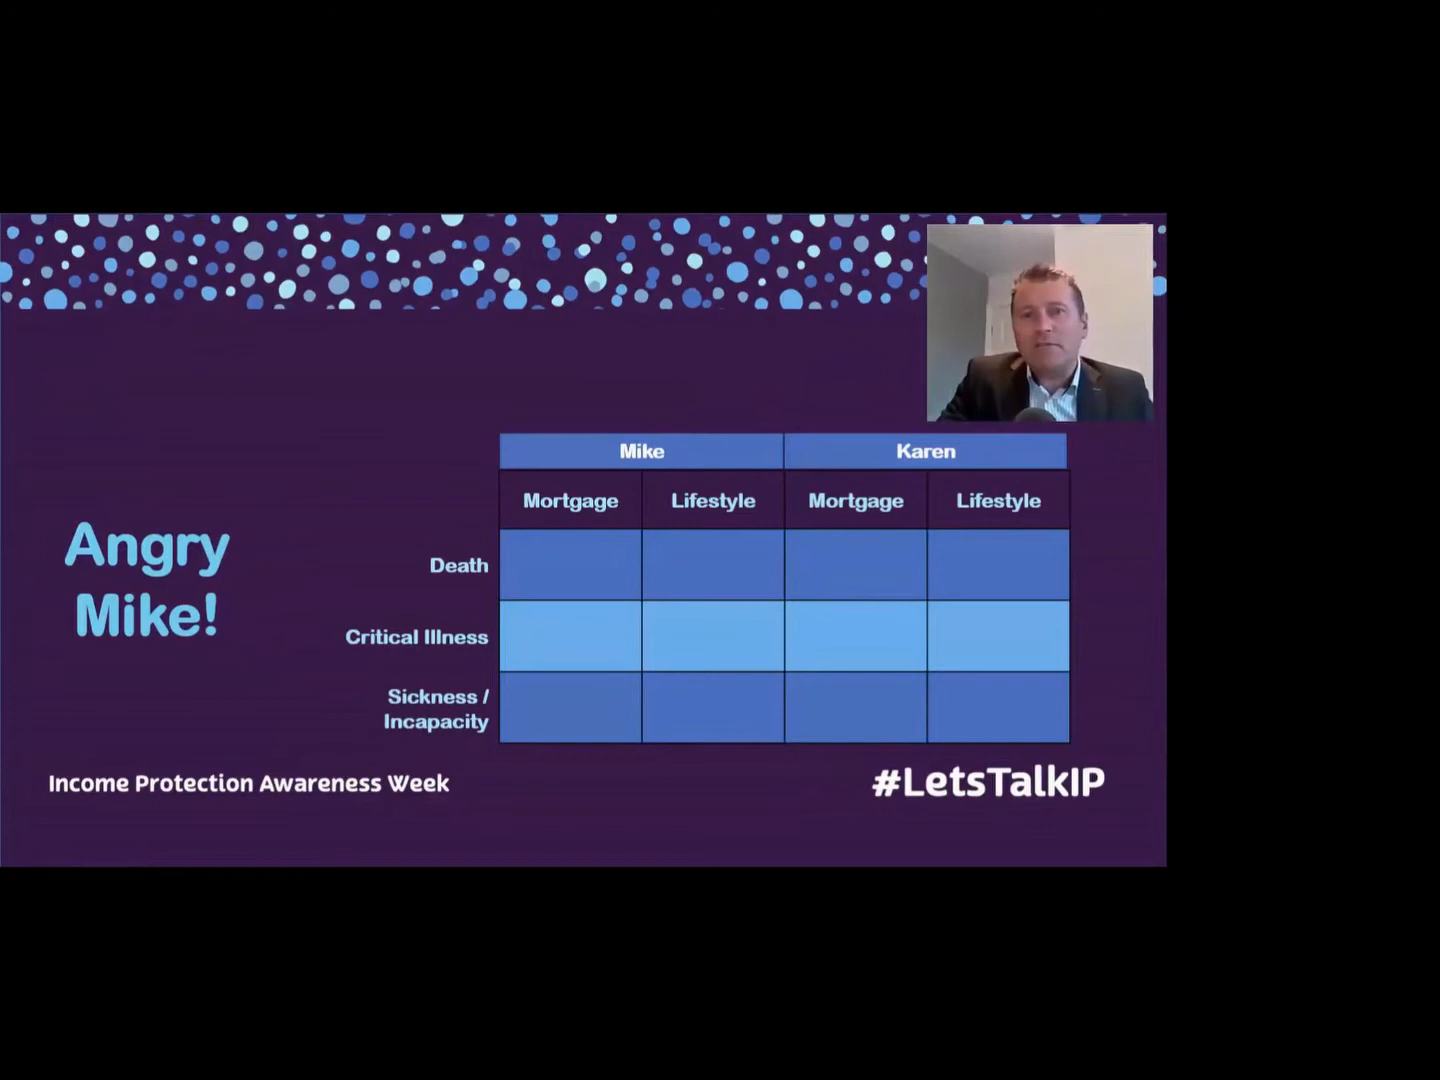 Mike Karen
Mortgage Lifestyle Mortgage Lifestyle
Angry
Mike!
Death
Critical Illness
Sickness /
Incapacity
Income Protection Awareness Week
#LetsTalkIP